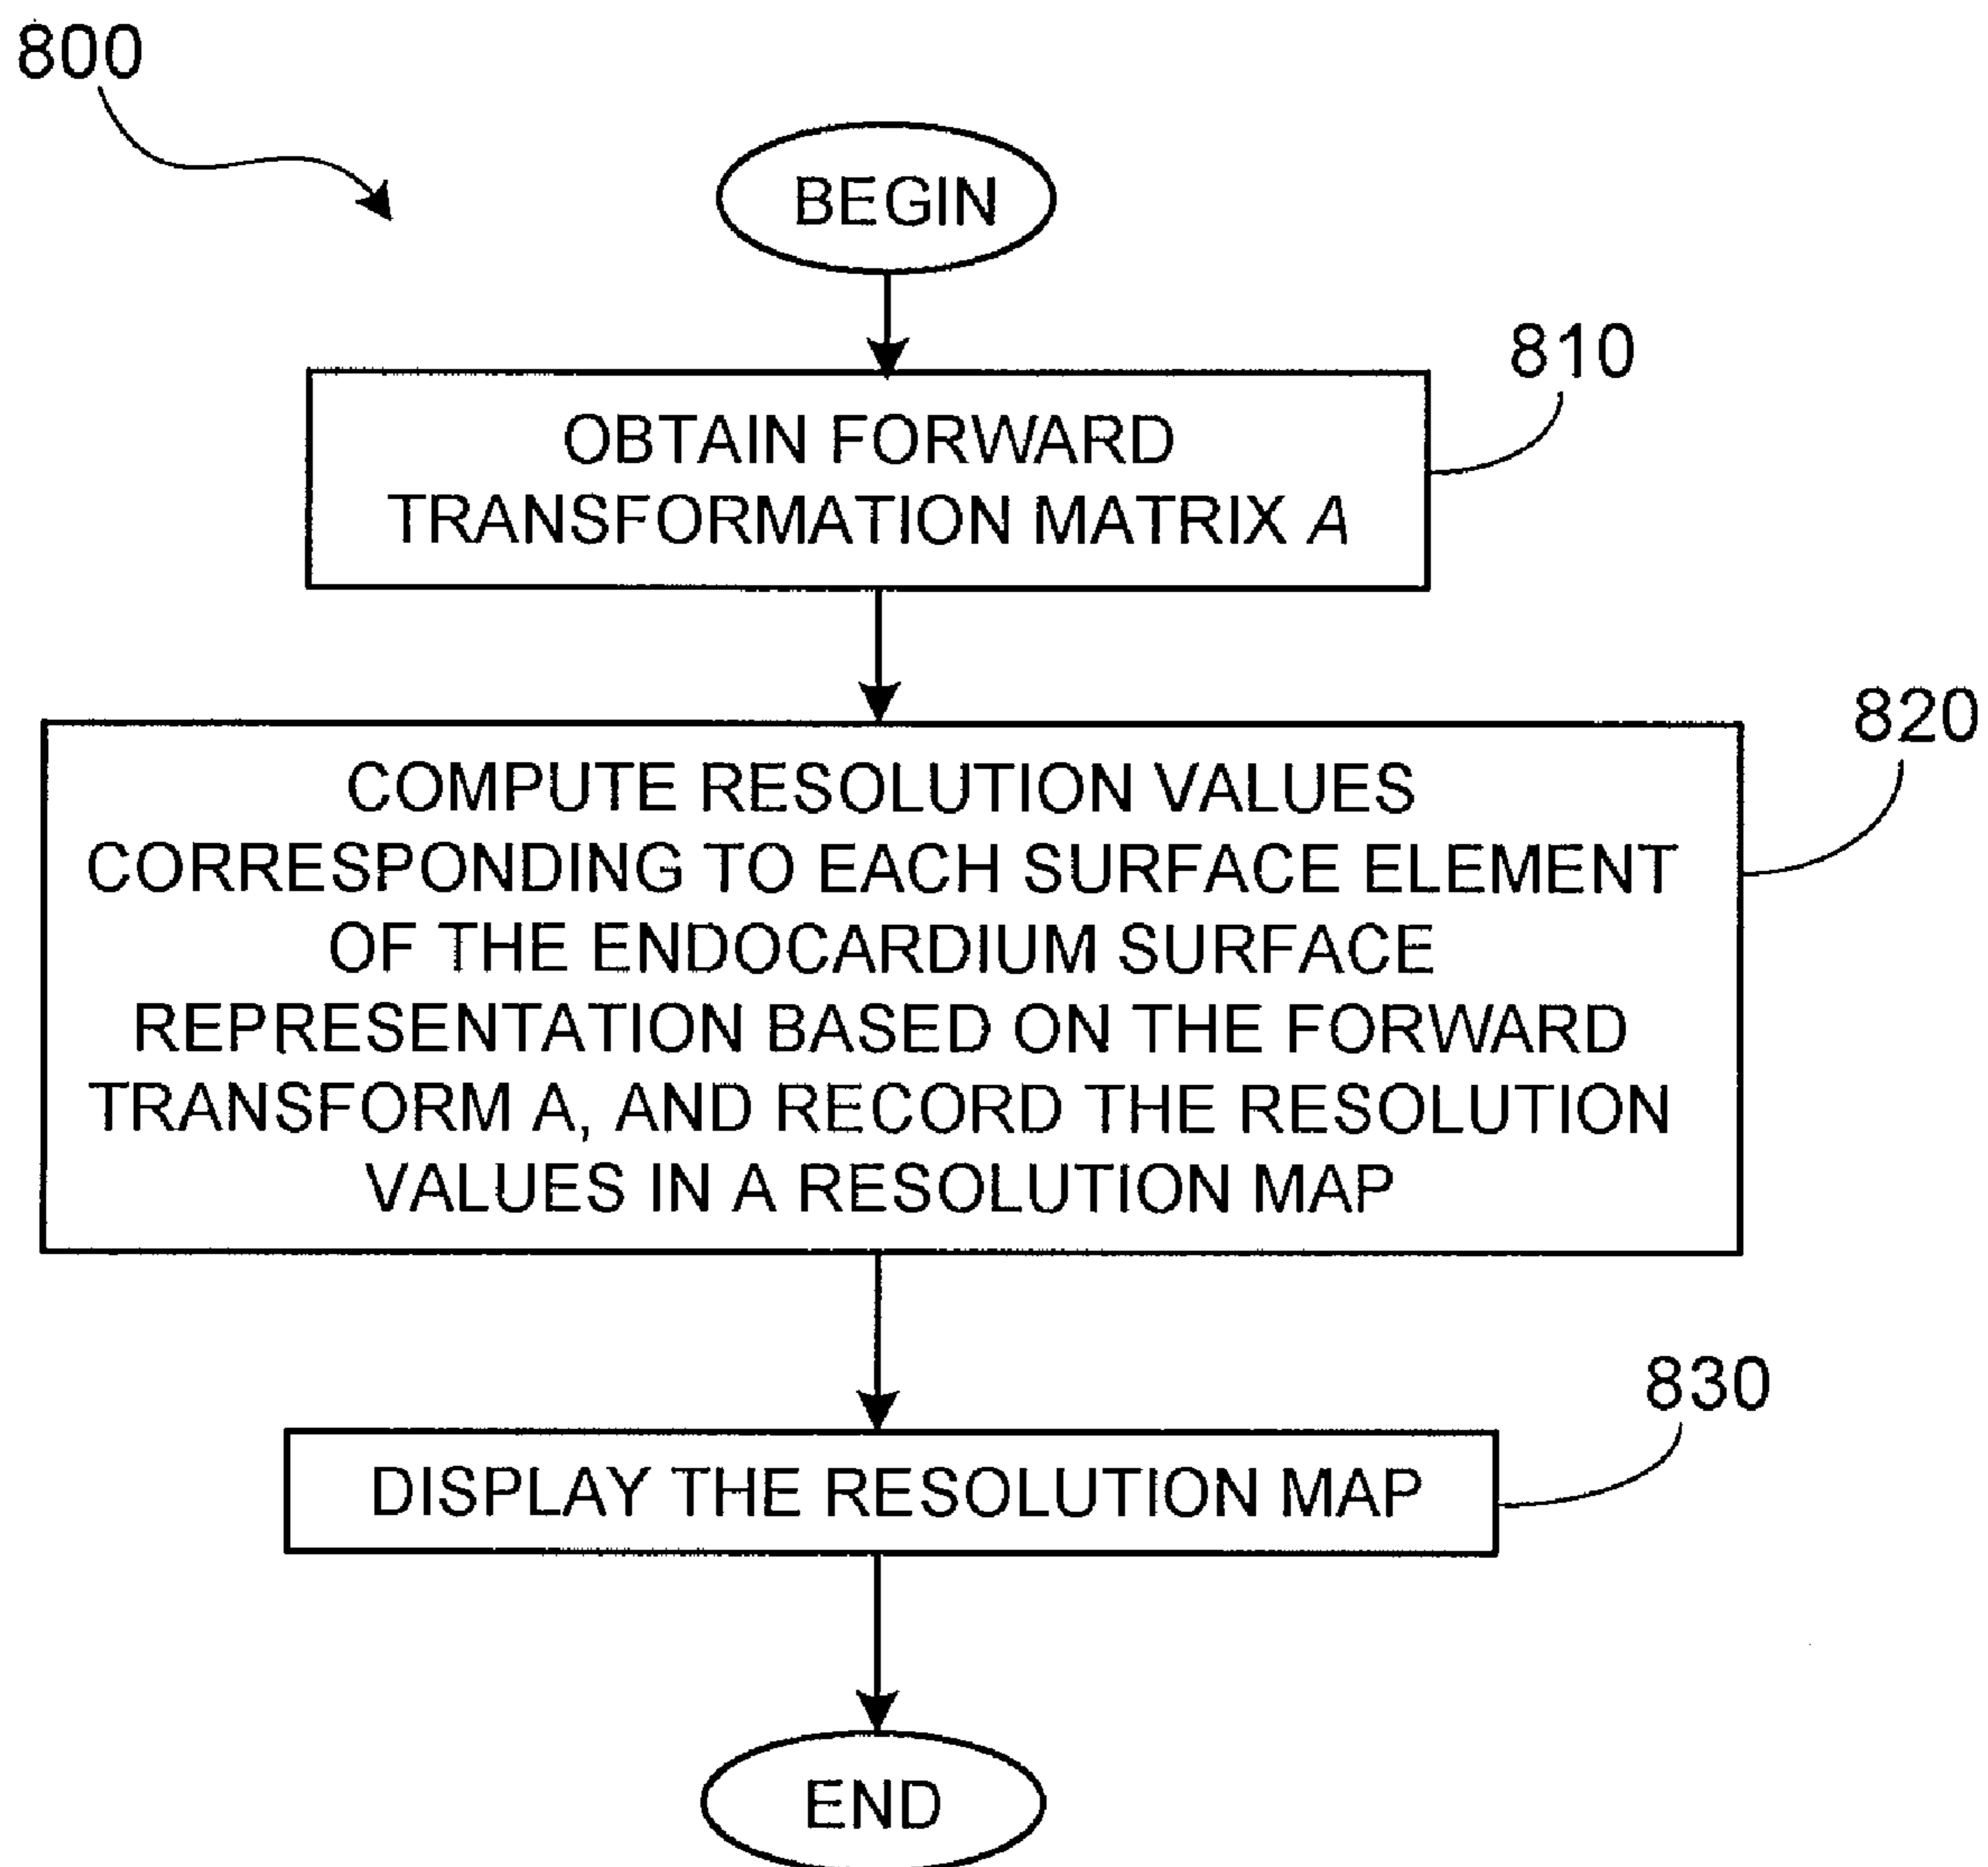 800
BEGIN
810
OBTAIN FORWARD
TRANSFORMATION MATRIX A
820
COMPUTE RESOLUTION VALUES
CORRESPONDING TO EACH SURFACE ELEMENT
OF THE ENDOCARDIUM SURFACE
REPRESENTATION BASED ON THE FORWARD
TRANSFORM A, AND RECORD THE RESOLUTION
VALUES IN A RESOLUTION MAP
830
DISPLAY THE RESOLUTION MAP
END